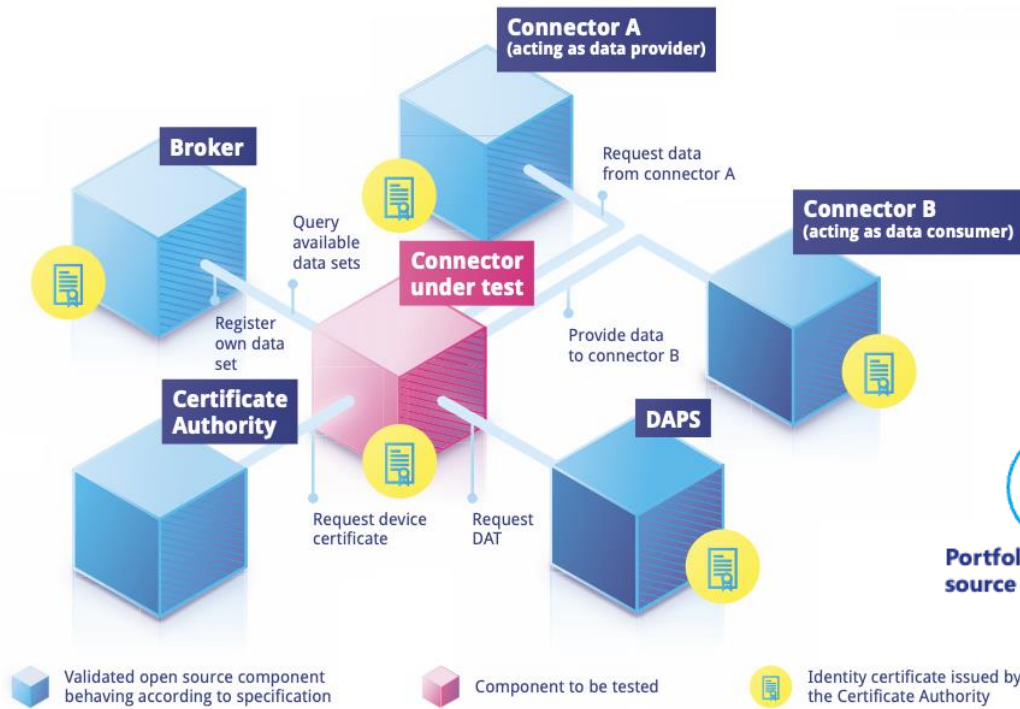 Connector A
(acting as data provider)
Broker
Request data
from connector A
Connector B
(acting as data consumer)
Query
available
data sets
Connector
under test
Register
own data
set
Provide data
to connector B
Certificate
Authority
DAPS
Request device
certificate
Request
DAT
Portfol
source
Validated open source component
behaving according to specification
Component to be tested
Identity certificate issued by
the Certificate Authority